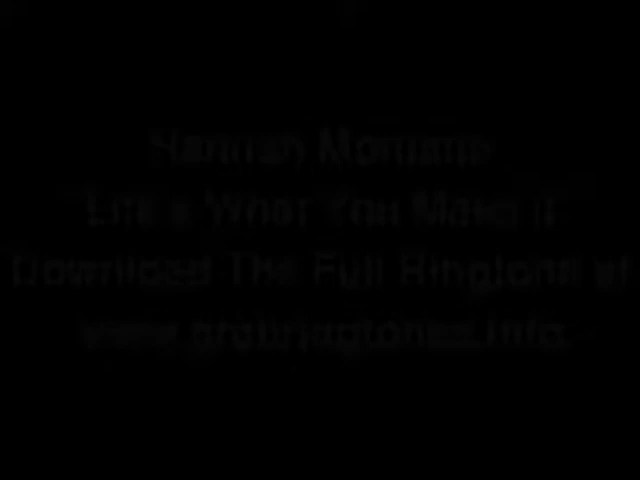 Hannah Montana
Life's What You Make It
Download The Full Ringtone at